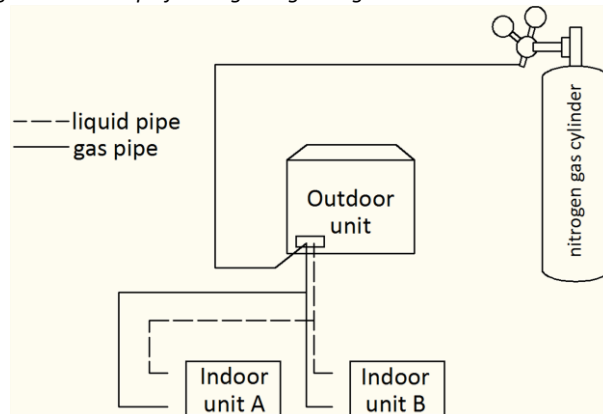 liquid pipe
gas pipe
Outdoor
unit
nitrogen gas cylinder
Indoor
unit A
Indoor
unit B